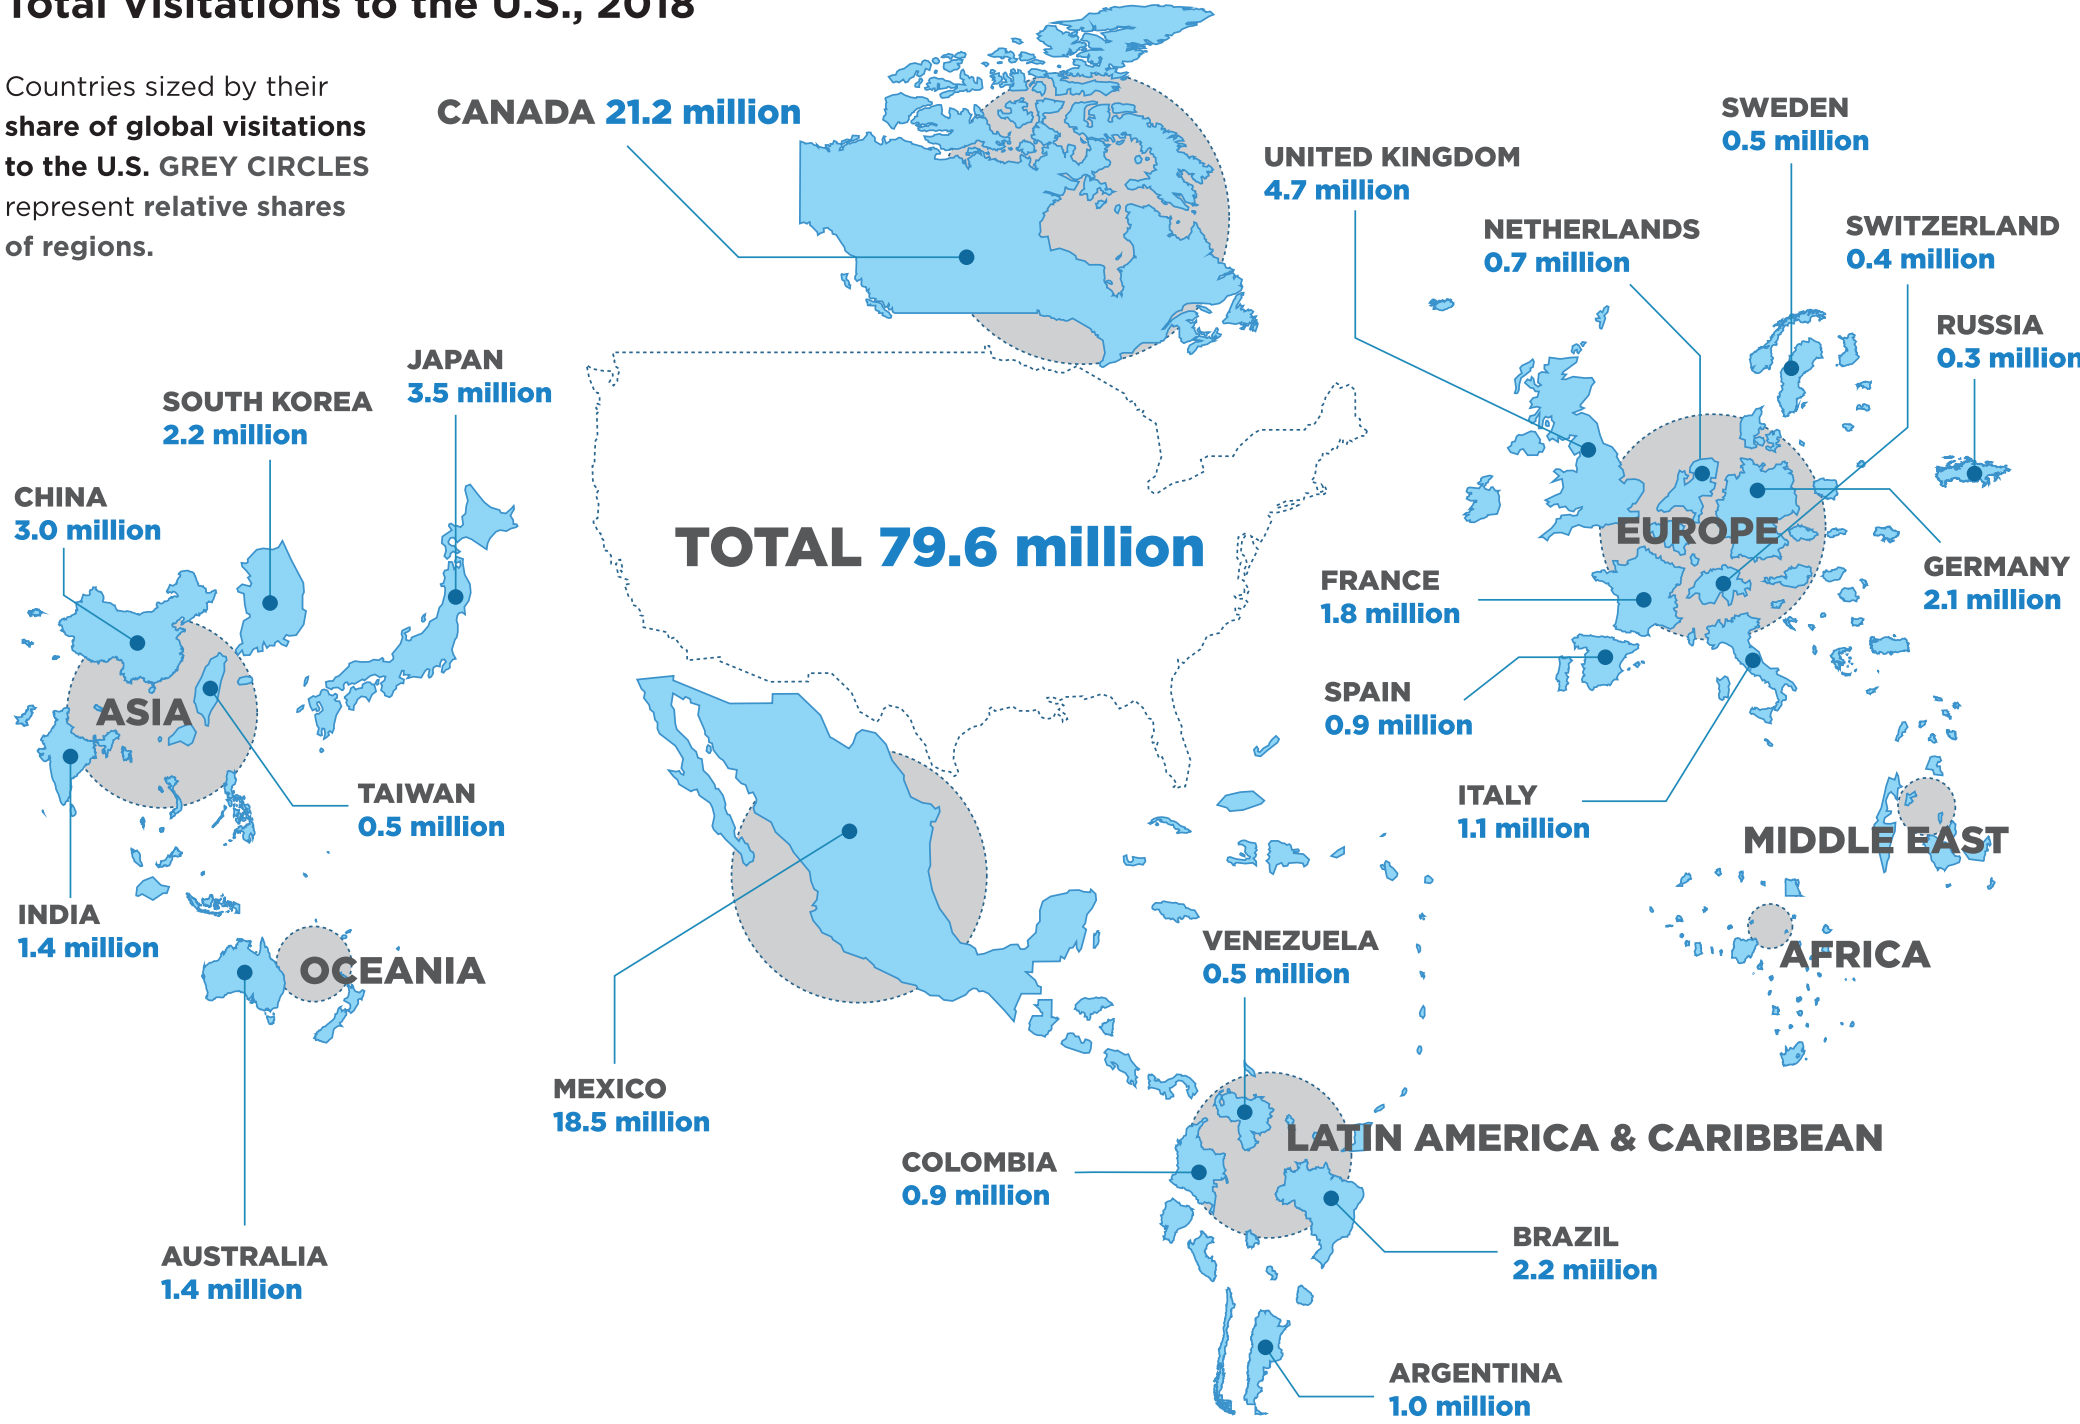 Total Visitations to the U.S., 2018
Countries sized by their
share of global visitations
to the U.S. GREY CIRCLES
represent relative shares
of regions.
CANADA 21.2 million
UNITED KINGDOM
4.7 million
SWEDEN
0.5 million
NETHERLANDS
0.7 million
SWITZERLAND
0.4 million
RUSSIA
0.3 million
JAPAN
3.5 million
SOUTH KOREA
2.2 million
CHINA
3.0 million
TOTAL 79.6 million
EUROPE
FRANCE
1.8 million
GERMANY
2.1 million
SPAIN
0.9 million
ITALY
1.1 million
ASIA
TAIWAN
0.5 million
INDIA
1.4 million
OCEANIA
MIDDLE EAST
AFRICA
VENEZUELA
0.5 million
MEXICO
18.5 million
LATIN AMERICA & CARIBBEAN
COLOMBIA
0.9 million
BRAZIL
2.2 miilion
AUSTRALIA
1.4 million
ARGENTINA
1.0 million